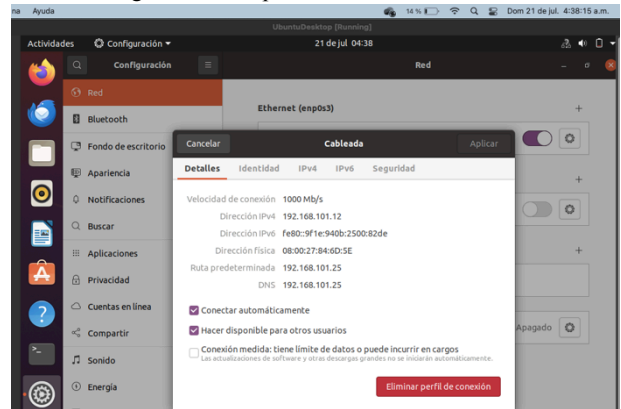 na Ayuda 14 % Dom 21 de jul. 4:38:15 a.m.
UbuntuDesktop [Running]
Actividades Configuración 21 de jul 04:38
Configuración Red
Red
Bluetooth
Fondo de escritorio
Apariencia
Notificaciones
Buscar
Aplicaciones
Privacidad
Cuentas en línea
Compartir
Sonido
Energía
Ethernet (enp0s3)
Cancelar Cableada Aplicar
Detalles Identidad IPv4 IPv6 Seguridad
Velocidad de conexión 1000 Mb/s
Dirección IPv4 192.168.101.12
Dirección IPv6 fe80::9f1e:940b:2500:82de
Dirección física 08:00:27:84:6D:5E
Ruta predeterminada 192.168.101.25
DNS 192.168.101.25
Conectar automáticamente
Hacer disponible para otros usuarios
Conexión medida: tiene límite de datos o puede incurrir en cargos
Las actualizaciones de software y otras descargas grandes no se iniciarán automáticamente.
Eliminar perfil de conexión
Apagado